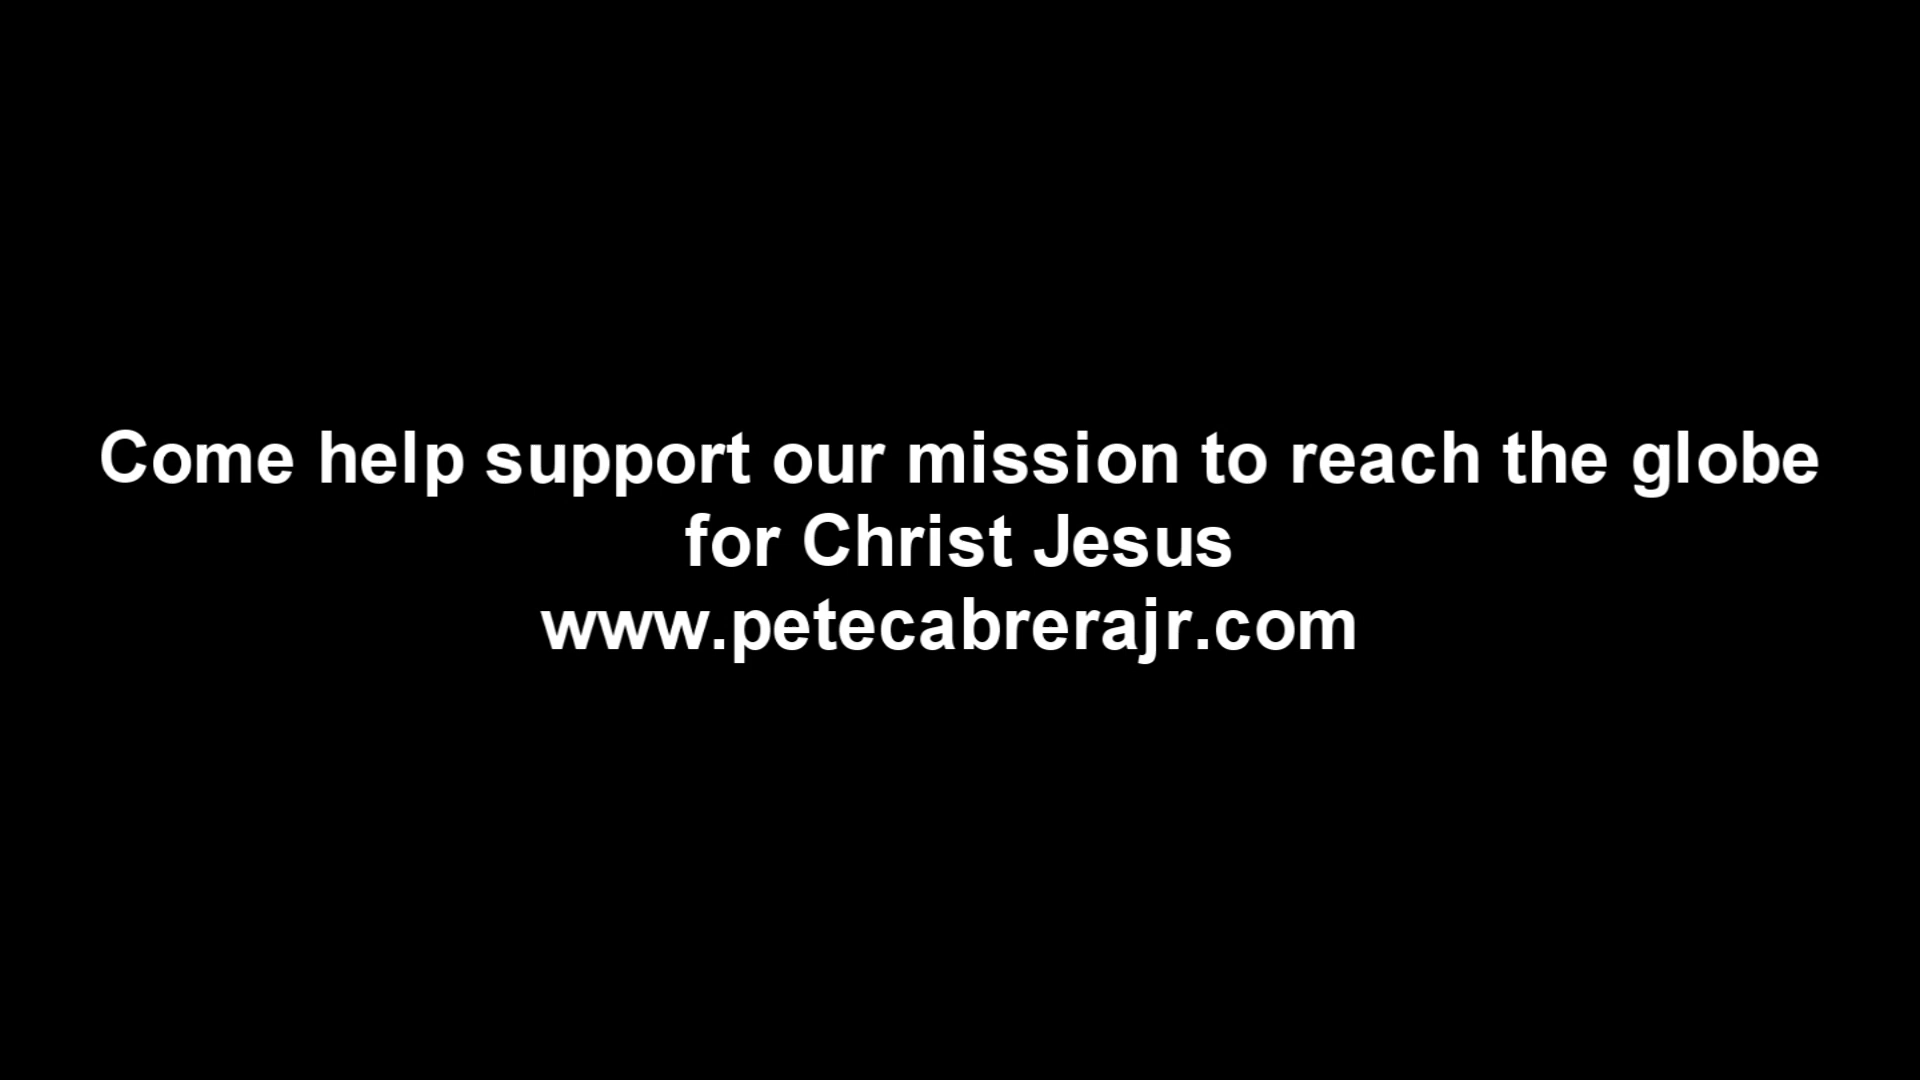 Come help support our mission to reach the globe
for Christ Jesus
www.petecabrerajr.com